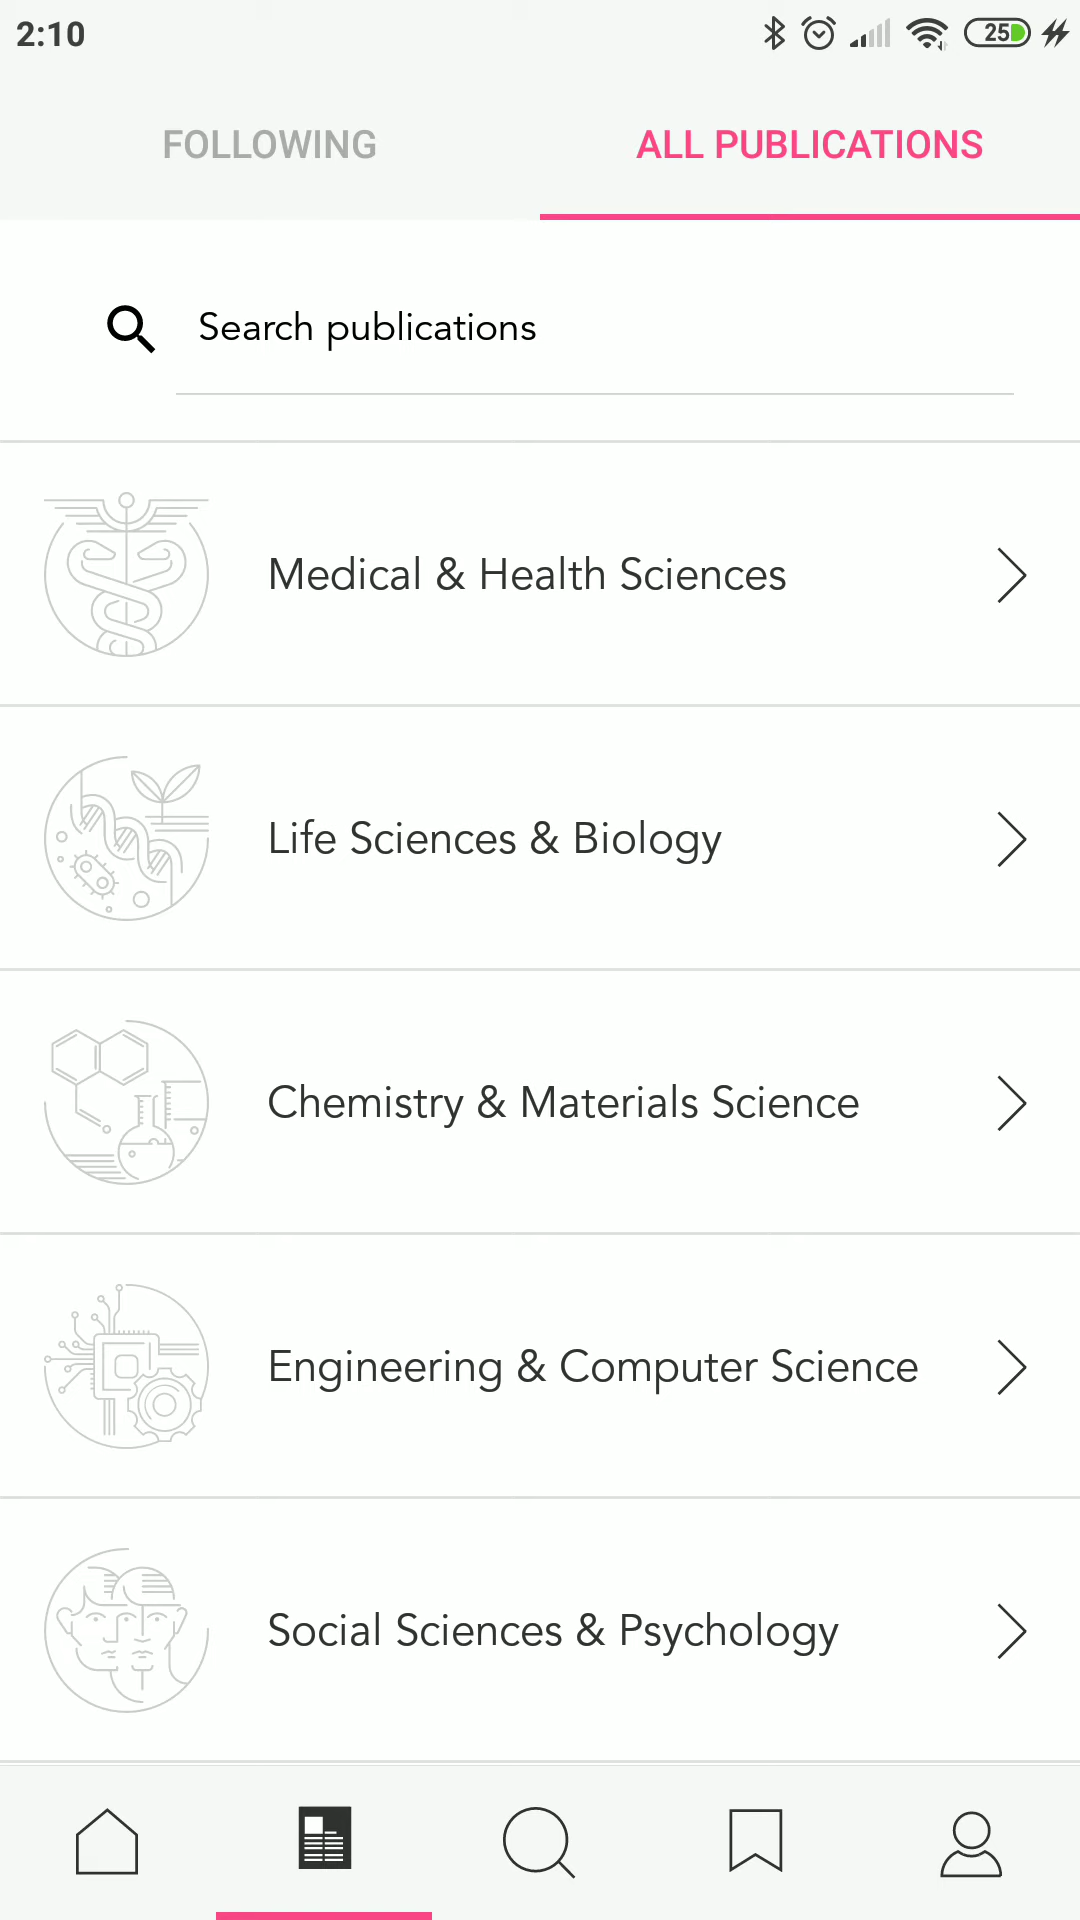 2:10
25
FOLLOWING
ALL PUBLICATIONS
Search publications
Medical & Health Sciences
Life Sciences & Biology
Chemistry & Materials Science
Engineering & Computer Science
Social Sciences & Psychology